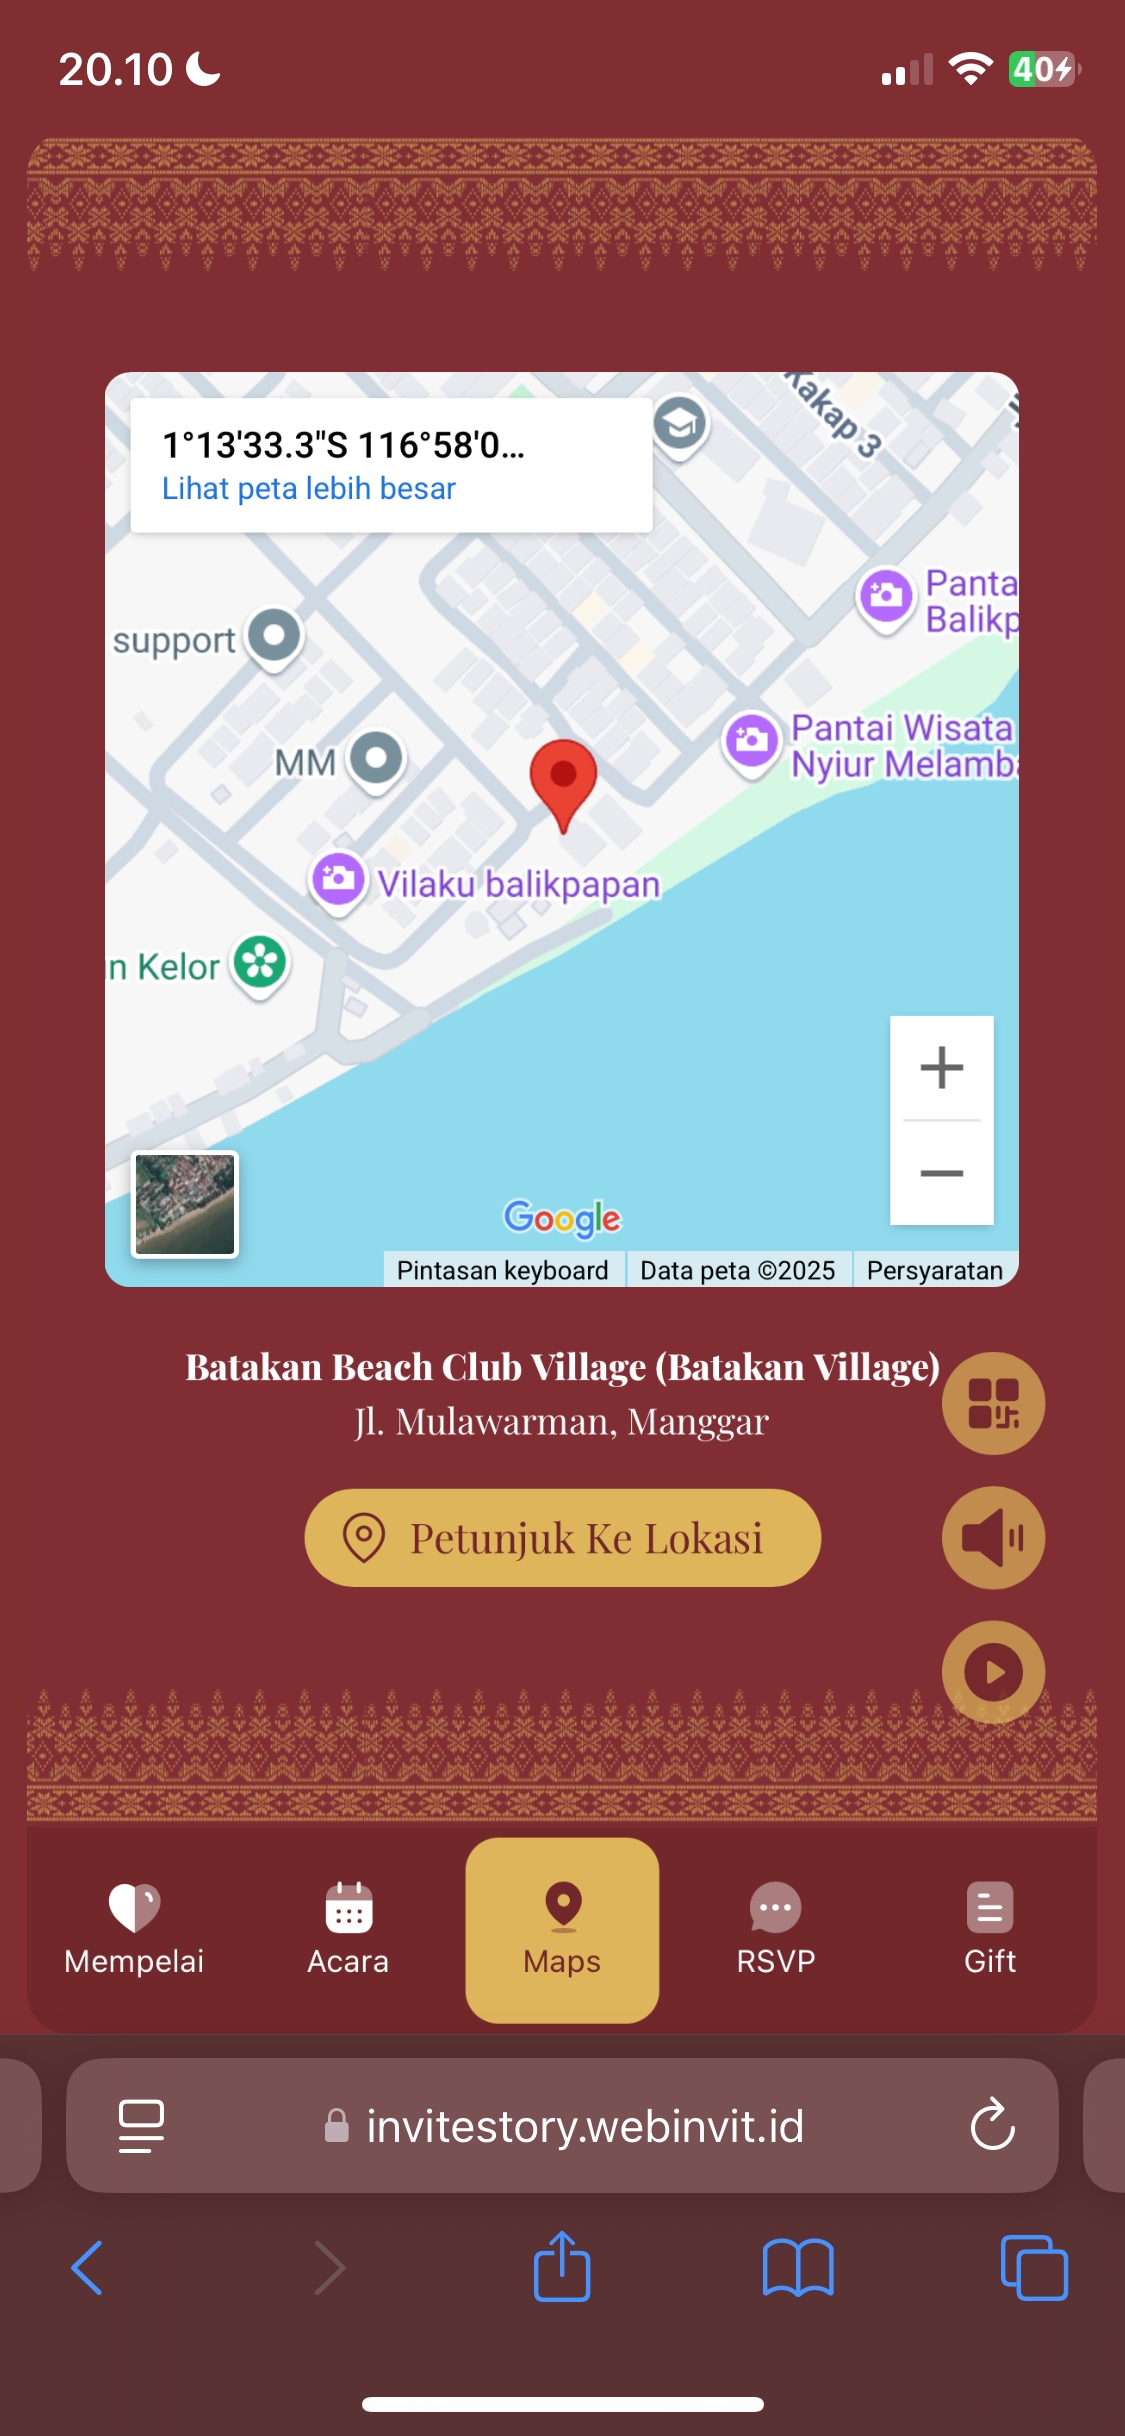 20.10
40
Kakap 3
1°13'33.3"S 116°58'0...
Lihat peta lebih besar
Panta
Balikp
support
Pantai Wisata
Nyiur Melamba
MM
Vilaku balikpapan
n Kelor
Google
Pintasan keyboard
Data peta ©2025
Persyaratan
Batakan Beach Club Village (Batakan Village)
Jl. Mulawarman, Manggar
Petunjuk Ke Lokasi
Mempelai
Acara
Maps
RSVP
Gift
invitestory.webinvit.id